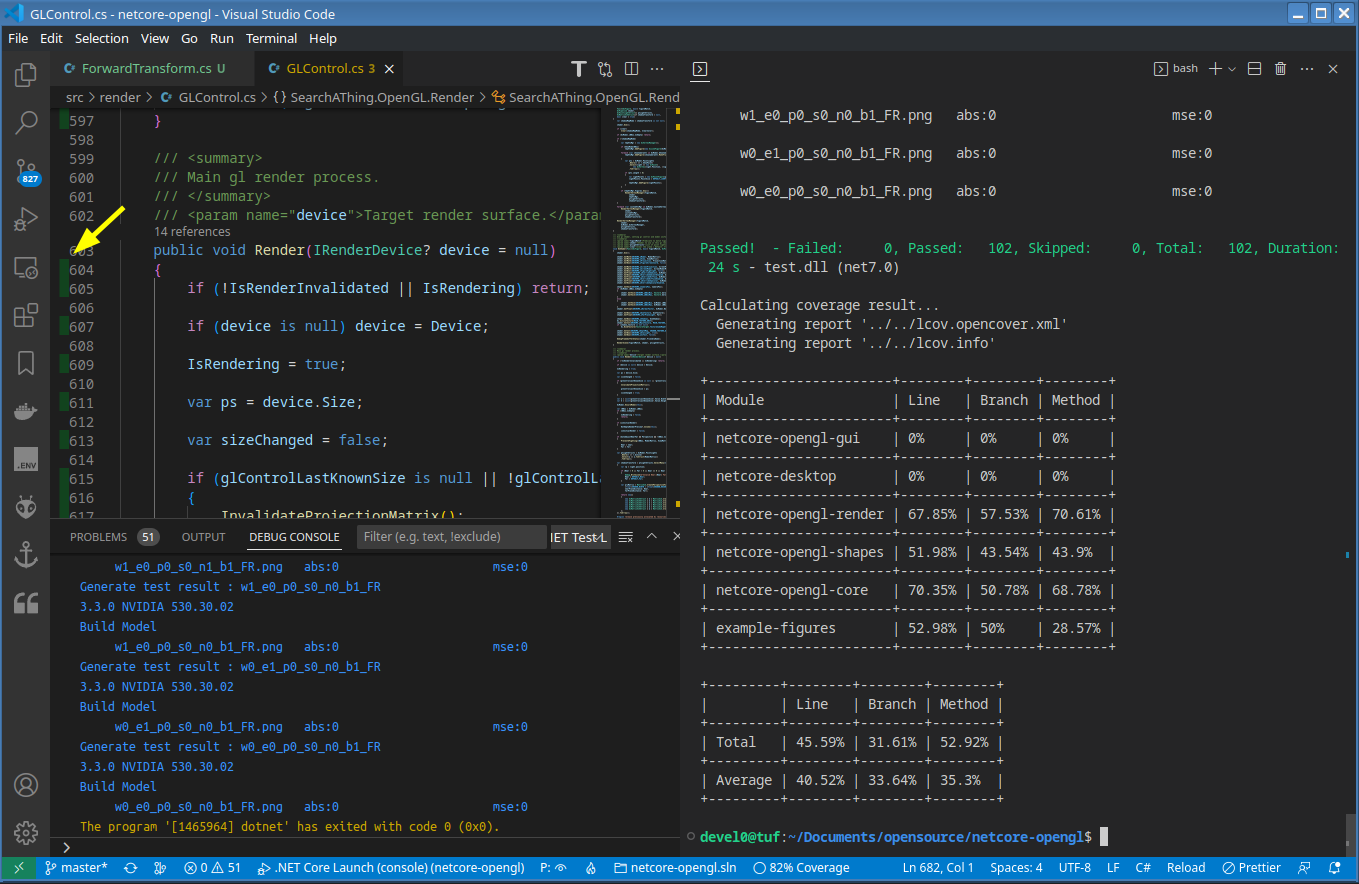 GLControl.cs - netcore-opengl - Visual Studio Code
File Edit Selection View Go Run Terminal Help
ForwardTransform.cs U
GLControl.cs 3
src > render > GLControl.cs > {} SearchAThing.OpenGL.Render > SearchAThing.OpenGL.Rend
827
.ENV
597 }
598
599 /// <summary>
600 /// Main gl render process.
601 /// </summary>
602 /// <param name="device">Target render surface.</para
14 references
603 public void Render(IRenderDevice? device = null)
604 {
605 if (!IsRenderInvalidated || IsRendering) return;
606
607 if (device is null) device = Device;
608
609 IsRendering = true;
610
611 var ps = device.Size;
612
613 var sizeChanged = false;
614
615 if (glControlLastKnownSize is null || !glControlLa
616 {
617 InvalidateProjectionMatrix();
PROBLEMS 51 OUTPUT DEBUG CONSOLE Filter (e.g. text, !exclude)
w1_e0_p0_s0_n1_b1_FR.png abs:0 mse:0
Generate test result : w1_e0_p0_s0_n0_b1_FR
3.3.0 NVIDIA 530.30.02
Build Model
w1_e0_p0_s0_n0_b1_FR.png abs:0 mse:0
Generate test result : w0_e1_p0_s0_n0_b1_FR
3.3.0 NVIDIA 530.30.02
Build Model
w0_e1_p0_s0_n0_b1_FR.png abs:0 mse:0
Generate test result : w0_e0_p0_s0_n0_b1_FR
3.3.0 NVIDIA 530.30.02
Build Model
w0_e0_p0_s0_n0_b1_FR.png abs:0 mse:0
The program '[1465964] dotnet' has exited with code 0 (0x0).
bash
w1_e0_p0_s0_n0_b1_FR.png abs:0 mse:0
w0_e1_p0_s0_n0_b1_FR.png abs:0 mse:0
w0_e0_p0_s0_n0_b1_FR.png abs:0 mse:0
Passed! - Failed: 0, Passed: 102, Skipped: 0, Total: 102, Duration:
24 s - test.dll (net7.0)
Calculating coverage result...
Generating report '../../lcov.opencover.xml'
Generating report '../../lcov.info'
+------------------------+--------+--------+--------+
| Module | Line | Branch | Method |
+------------------------+--------+--------+--------+
| netcore-opengl-gui | 0% | 0% | 0% |
+------------------------+--------+--------+--------+
| netcore-desktop | 0% | 0% | 0% |
+------------------------+--------+--------+--------+
| netcore-opengl-render | 67.85% | 57.53% | 70.61% |
+------------------------+--------+--------+--------+
| netcore-opengl-shapes | 51.98% | 43.54% | 43.9% |
+------------------------+--------+--------+--------+
| netcore-opengl-core | 70.35% | 50.78% | 68.78% |
+------------------------+--------+--------+--------+
| example-figures | 52.98% | 50% | 28.57% |
+------------------------+--------+--------+--------+
+---------+--------+--------+--------+
| | Line | Branch | Method |
+---------+--------+--------+--------+
| Total | 45.59% | 31.61% | 52.92% |
+---------+--------+--------+--------+
| Average | 40.52% | 33.64% | 35.3% |
+---------+--------+--------+--------+
devel0@tuf:~/Documents/opensource/netcore-opengl$
master* 0 51 .NET Core Launch (console) (netcore-opengl) P: netcore-opengl.sln 82% Coverage Ln 682, Col 1 Spaces: 4 UTF-8 LF C# Reload Prettier